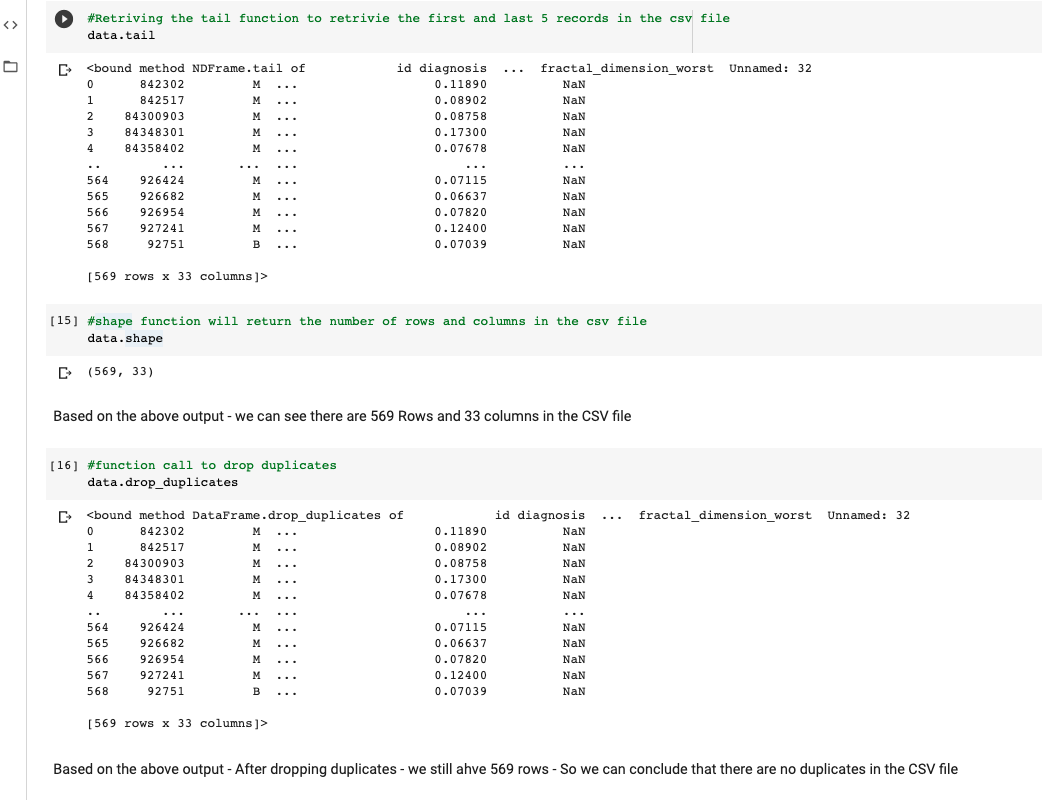 #Retriving the tail function to retrivie the first and last 5 records in the csv file
data.tail
<bound method NDFrame.tail of id diagnosis ... fractal_dimension_worst Unnamed: 32
0 842302 M ... 0.11890 NaN
1 842517 M ... 0.08902 NaN
2 84300903 M ... 0.08758 NaN
3 84348301 M ... 0.17300 NaN
4 84358402 M ... 0.07678 NaN
.. ... ... ... ... ...
564 926424 M ... 0.07115 NaN
565 926682 M ... 0.06637 NaN
566 926954 M ... 0.07820 NaN
567 927241 M ... 0.12400 NaN
568 92751 B ... 0.07039 NaN
[569 rows x 33 columns]>
[15] #shape function will return the number of rows and columns in the csv file
data.shape
(569, 33)
Based on the above output - we can see there are 569 Rows and 33 columns in the CSV file
[16] #function call to drop duplicates
data.drop_duplicates
<bound method DataFrame.drop_duplicates of id diagnosis ... fractal_dimension_worst Unnamed: 32
0 842302 M ... 0.11890 NaN
1 842517 M ... 0.08902 NaN
2 84300903 M ... 0.08758 NaN
3 84348301 M ... 0.17300 NaN
4 84358402 M ... 0.07678 NaN
.. ... ... ... ... ...
564 926424 M ... 0.07115 NaN
565 926682 M ... 0.06637 NaN
566 926954 M ... 0.07820 NaN
567 927241 M ... 0.12400 NaN
568 92751 B ... 0.07039 NaN
[569 rows x 33 columns]>
Based on the above output - After dropping duplicates - we still ahve 569 rows - So we can conclude that there are no duplicates in the CSV file